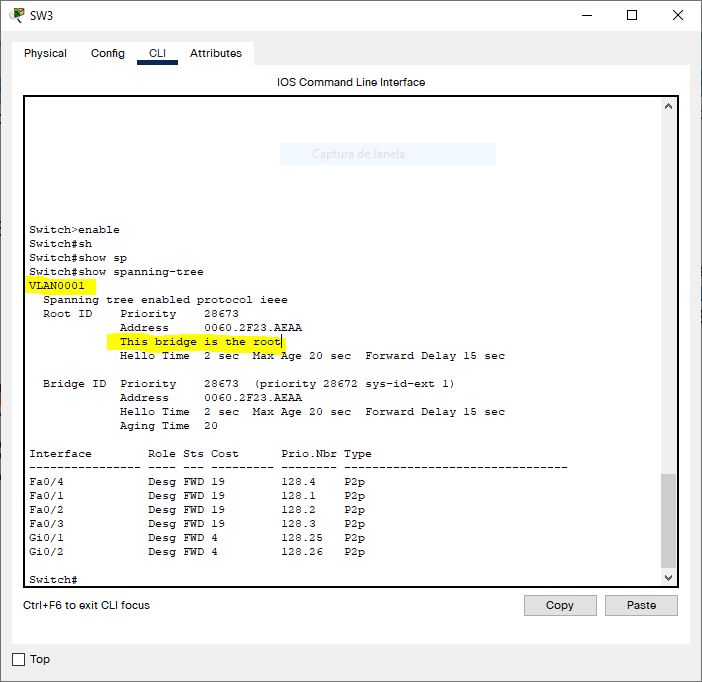 SW3
Physical Config CLI Attributes
IOS Command Line Interface
Captura de Janela
Switch>enable
Switch#sh
Switch#show sp
Switch#show spanning-tree
VLAN0001
Spanning tree enabled protocol ieee
Root ID Priority 28673
Address 0060.2F23.AEAA
This bridge is the root
Hello Time 2 sec Max Age 20 sec Forward Delay 15 sec
Bridge ID Priority 28673 (priority 28672 sys-id-ext 1)
Address 0060.2F23.AEAA
Hello Time 2 sec Max Age 20 sec Forward Delay 15 sec
Aging Time 20
Interface Role Sts Cost Prio.Nbr Type
---------------- ---- --- --------- -------- --------------------------------
Fa0/4 Desg FWD 19 128.4 P2p
Fa0/1 Desg FWD 19 128.1 P2p
Fa0/2 Desg FWD 19 128.2 P2p
Fa0/3 Desg FWD 19 128.3 P2p
Gi0/1 Desg FWD 4 128.25 P2p
Gi0/2 Desg FWD 4 128.26 P2p
Switch#
Ctrl+F6 to exit CLI focus Copy Paste
Top